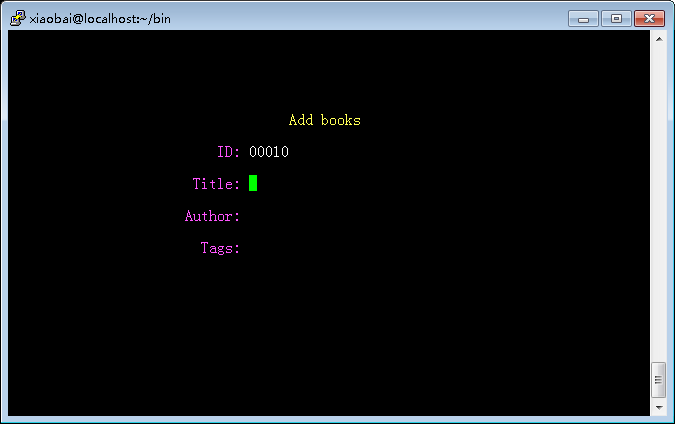 xiaobai@localhost:~/bin
Add books
ID: 00010
Title:
Author:
Tags: